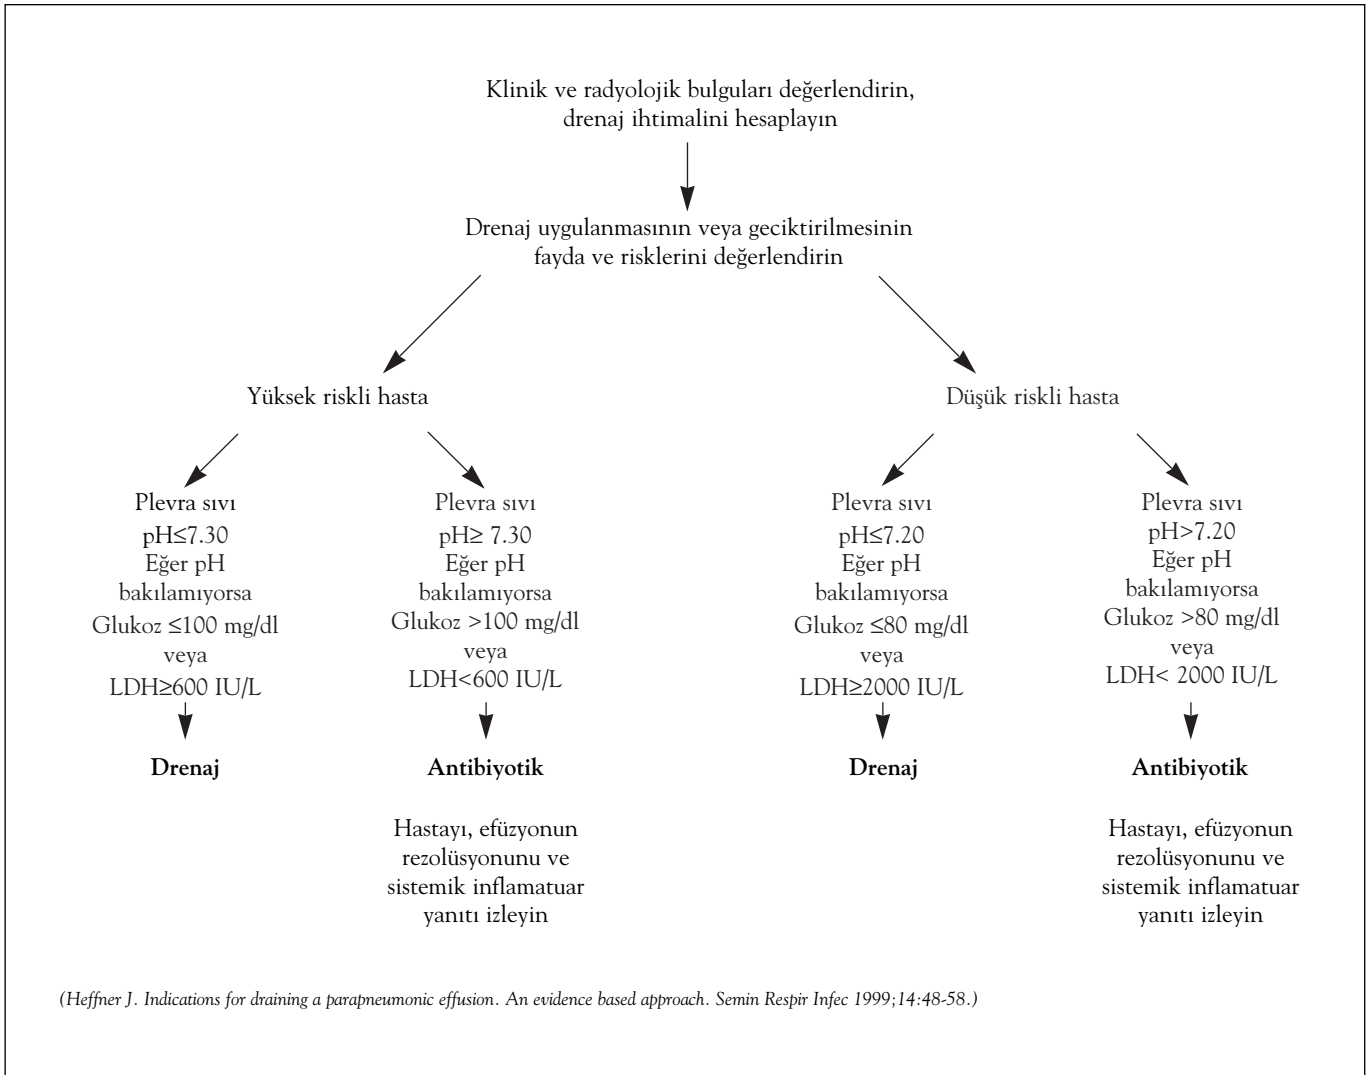 Klinik ve radyolojik bulguları değerlendirin,
drenaj ihtimalini hesaplayın
Drenaj uygulanmasının veya geciktirilmesinin
fayda ve risklerini değerlendirin
Yüksek riskli hasta
Düşük riskli hasta
Plevra sıvı
pH≤7.30
Eğer pH
bakılamıyorsa
Glukoz ≤100 mg/dl
veya
LDH≥600 IU/L
Drenaj
Plevra sıvı
pH≥ 7.30
Eğer pH
bakılamıyorsa
Glukoz >100 mg/dl
veya
LDH<600 IU/L
Antibiyotik
Hastayı, efüzyonun
rezolüsyonunu ve
sistemik inflamatuar
yanıtı izleyin
Plevra sıvı
pH≤7.20
Eğer pH
bakılamıyorsa
Glukoz ≤80 mg/dl
veya
LDH≥2000 IU/L
Drenaj
Plevra sıvı
pH>7.20
Eğer pH
bakılamıyorsa
Glukoz >80 mg/dl
veya
LDH< 2000 IU/L
Antibiyotik
Hastayı, efüzyonun
rezolüsyonunu ve
sistemik inflamatuar
yanıtı izleyin
(Heffner J. Indications for draining a parapneumonic effusion. An evidence based approach. Semin Respir Infec 1999;14:48-58.)